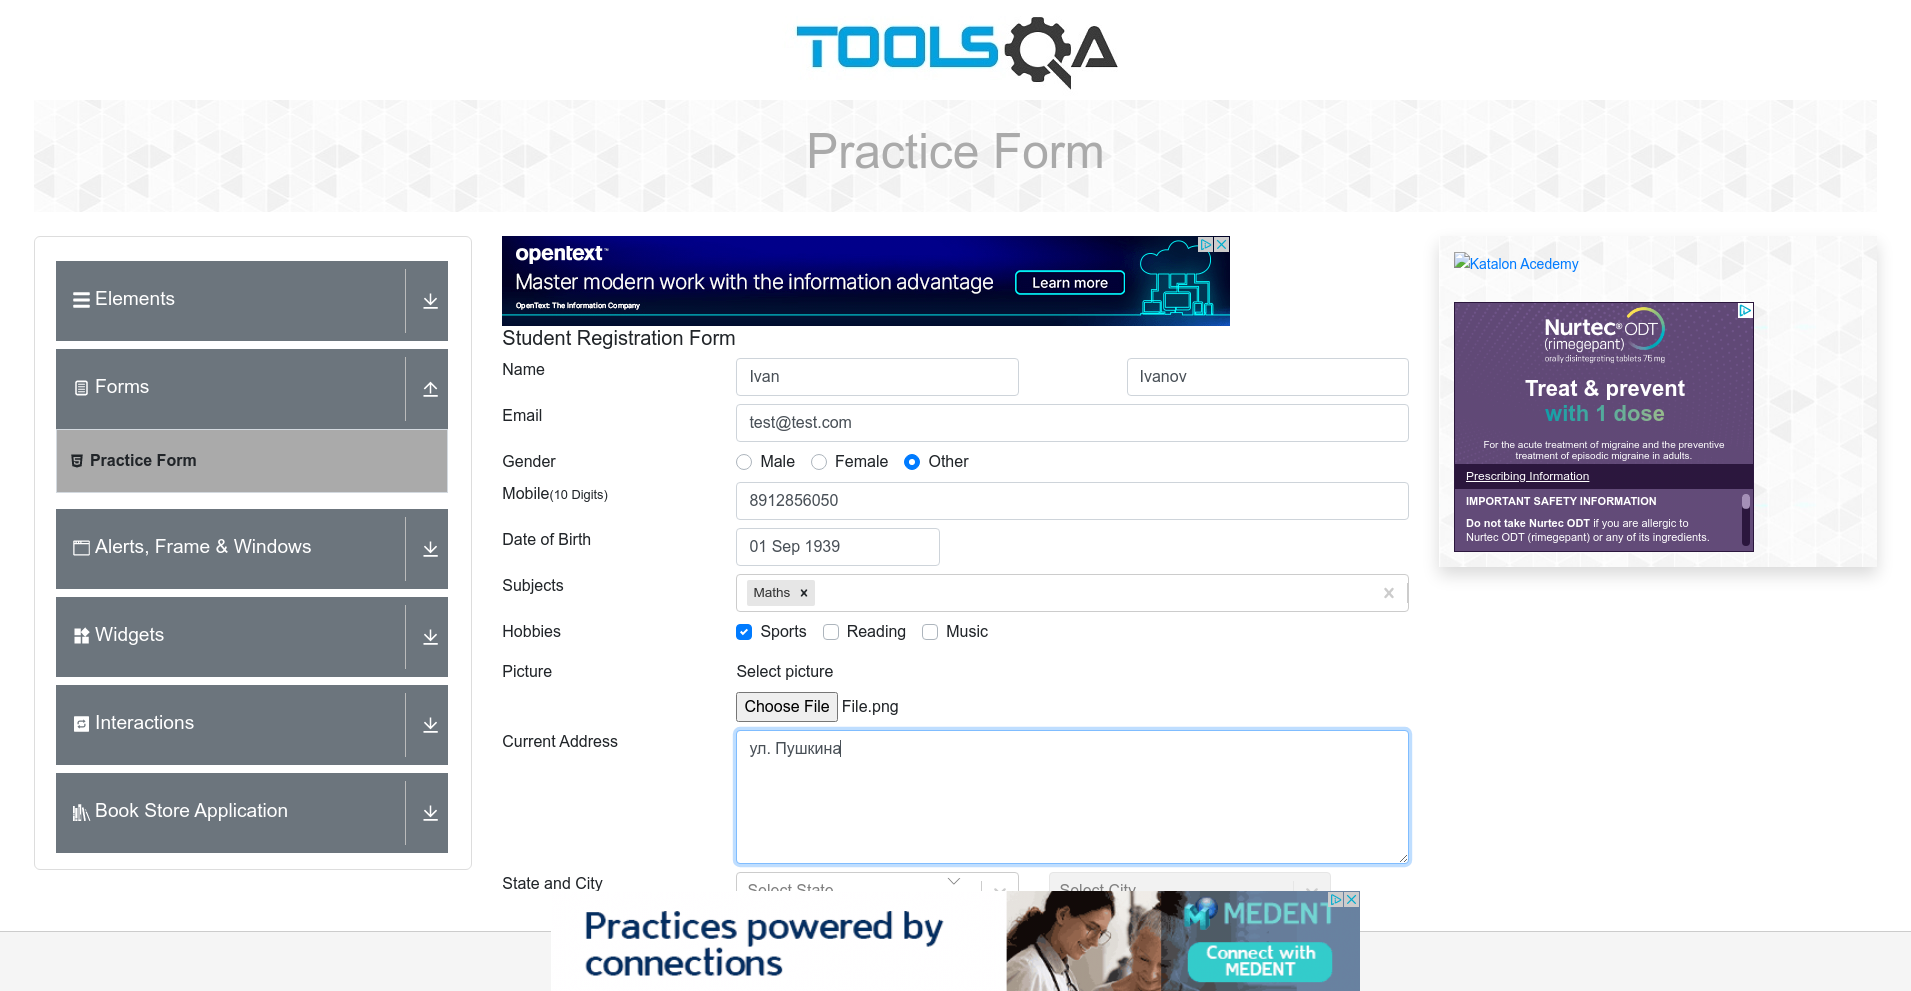 TOOLSQA
Practice Form
Elements
Forms
Practice Form
Alerts, Frame & Windows
Widgets
Interactions
Book Store Application
opentext™
Master modern work with the information advantage
Learn more
OpenText: The Information Company
Student Registration Form
Name
Ivan
Ivanov
Email
test@test.com
Gender
Male
Female
Other
Mobile(10 Digits)
8912856050
Date of Birth
01 Sep 1939
Subjects
Maths
Hobbies
Sports
Reading
Music
Picture
Select picture
Choose File File.png
Current Address
ул. Пушкина
State and City
Select State
Select City
Katalon Acedemy
Nurtec® ODT
(rimegepant)
orally disintegrating tablets 75 mg
Treat & prevent
with 1 dose
For the acute treatment of migraine and the preventive
treatment of episodic migraine in adults.
Prescribing Information
IMPORTANT SAFETY INFORMATION
Do not take Nurtec ODT if you are allergic to
Nurtec ODT (rimegepant) or any of its ingredients.
Practices powered by
connections
MEDENT
Connect with
MEDENT